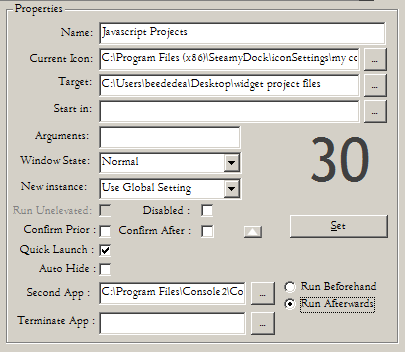 Properties
Name: Javascript Projects
Current Icon: C:\Program Files (x86)\SteamyDock\iconSettings\my cc ...
Target: C:\Users\beededea\Desktop\widget project files ...
Start in: ...
Arguments:
30
Window State: Normal
New instance: Use Global Setting
Run Unelevated: Disabled :
Confirm Prior : Confirm After : Set
Quick Launch :
Auto Hide :
Second App : C:\Program Files\Console2\Co ... Run Beforehand
Run Afterwards
Terminate App : ...